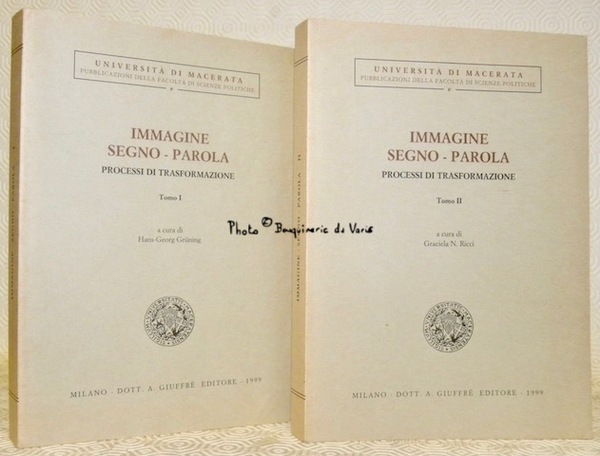 UNIVERSITÀ DI MACERATA
PUBBLICAZIONI DELLA FACOLTÀ DI SCIENZE POLITICHE
IMMAGINE
SEGNO - PAROLA
PROCESSI DI TRASFORMAZIONE
Tomo I
a cura di
Hans-Georg Grüning
MILANO - DOTT. A. GIUFFRÈ EDITORE - 1999
IMMAGINE SEGNO PAROLA II
UNIVERSITÀ DI MACERATA
PUBBLICAZIONI DELLA FACOLTÀ DI SCIENZE POLITICHE
IMMAGINE
SEGNO - PAROLA
PROCESSI DI TRASFORMAZIONE
Tomo II
a cura di
Graciela N. Ricci
MILANO - DOTT. A. GIUFFRÈ EDITORE - 1999
Photo © Bouquinerie du Varis